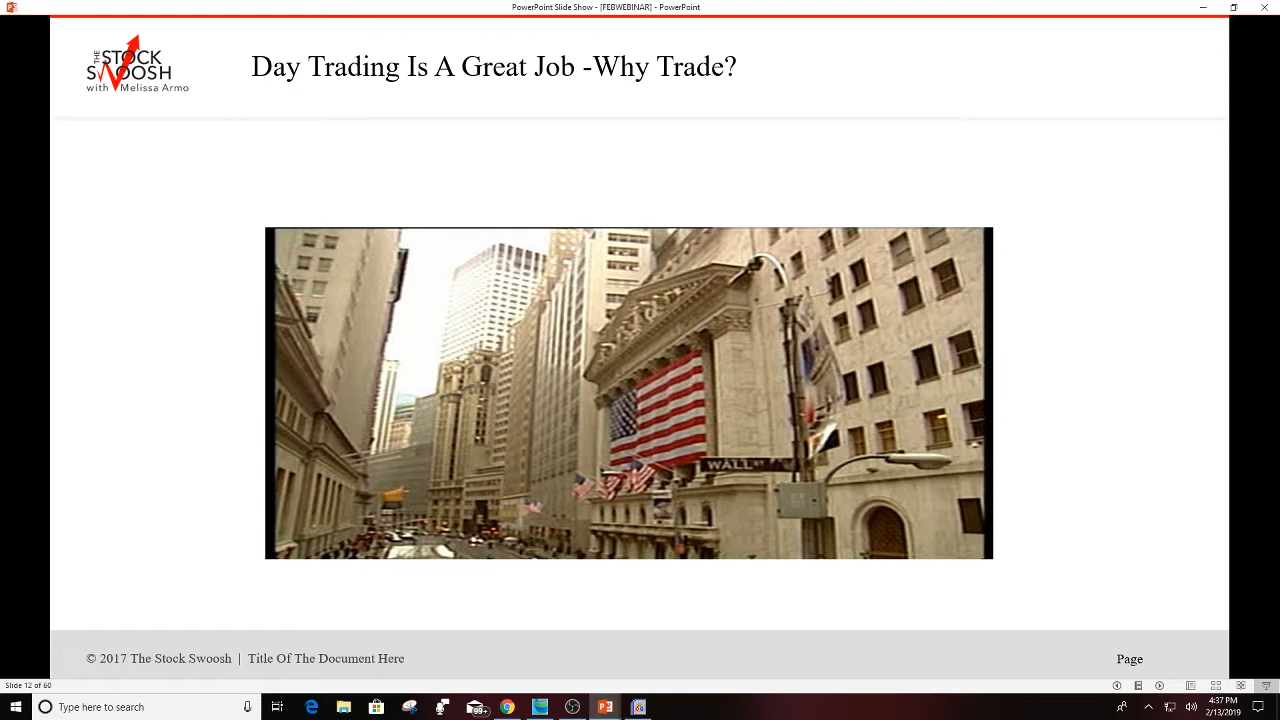 PowerPoint Slide Show - [FEBWEBINAR] - PowerPoint
THE STOCK SWOOSH
with Melissa Armo
Day Trading Is A Great Job -Why Trade?
WALL ST
© 2017 The Stock Swoosh | Title Of The Document Here
Page
Slide 12 of 60
Type here to search
99+
4:37 PM
2/13/2019